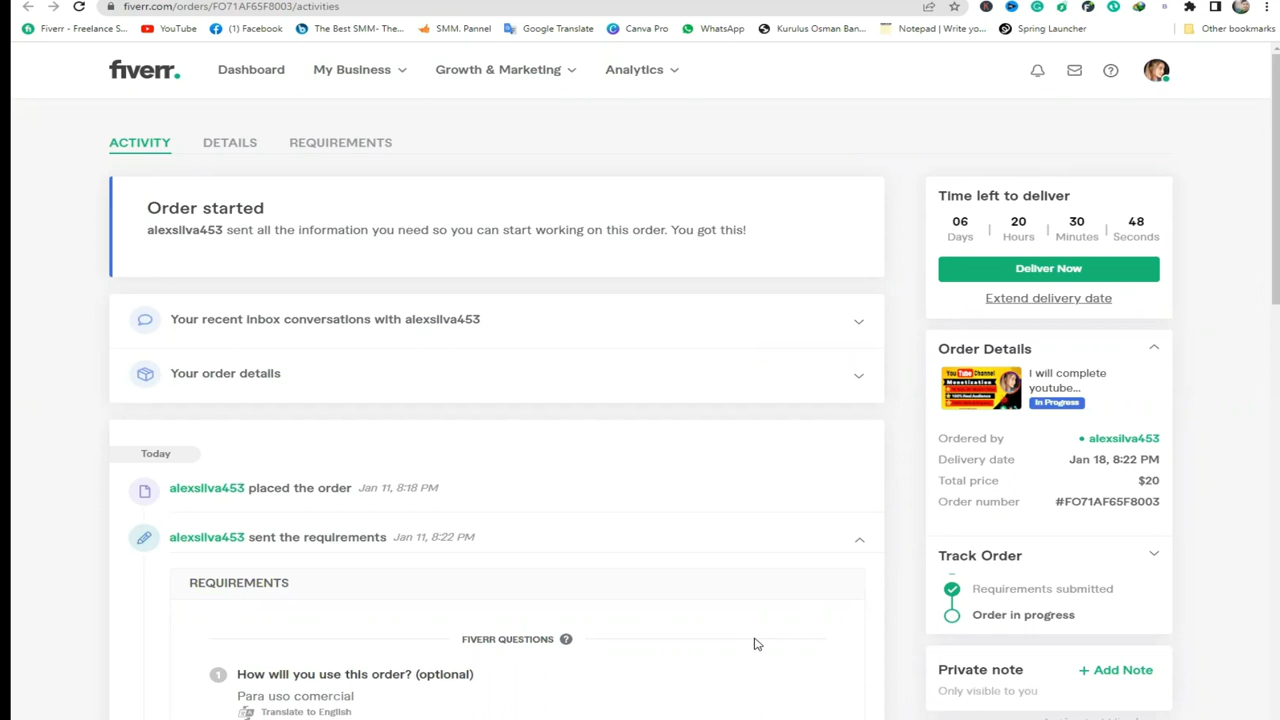 fiverr.com/orders/FO71AF65F8003/activities
Fiverr - Freelance S... YouTube (1) Facebook The Best SMM- The... SMM. Pannel Google Translate Canva Pro WhatsApp Kurulus Osman Ban... Notepad | Write yo... Spring Launcher Other bookmarks
fiverr. Dashboard My Business Growth & Marketing Analytics
ACTIVITY DETAILS REQUIREMENTS
Order started
alexsilva453 sent all the information you need so you can start working on this order. You got this!
Your recent inbox conversations with alexsilva453
Your order details
Today
alexsilva453 placed the order Jan 11, 8:18 PM
alexsilva453 sent the requirements Jan 11, 8:22 PM
REQUIREMENTS
FIVERR QUESTIONS ?
1 How will you use this order? (optional)
Para uso comercial
Translate to English
Time left to deliver
06 20 30 48
Days Hours Minutes Seconds
Deliver Now
Extend delivery date
Order Details
You Tube Channel
Monetization
I will complete
youtube...
In Progress
Ordered by alexsilva453
Delivery date Jan 18, 8:22 PM
Total price $20
Order number #FO71AF65F8003
Track Order
Requirements submitted
Order in progress
Private note + Add Note
Only visible to you